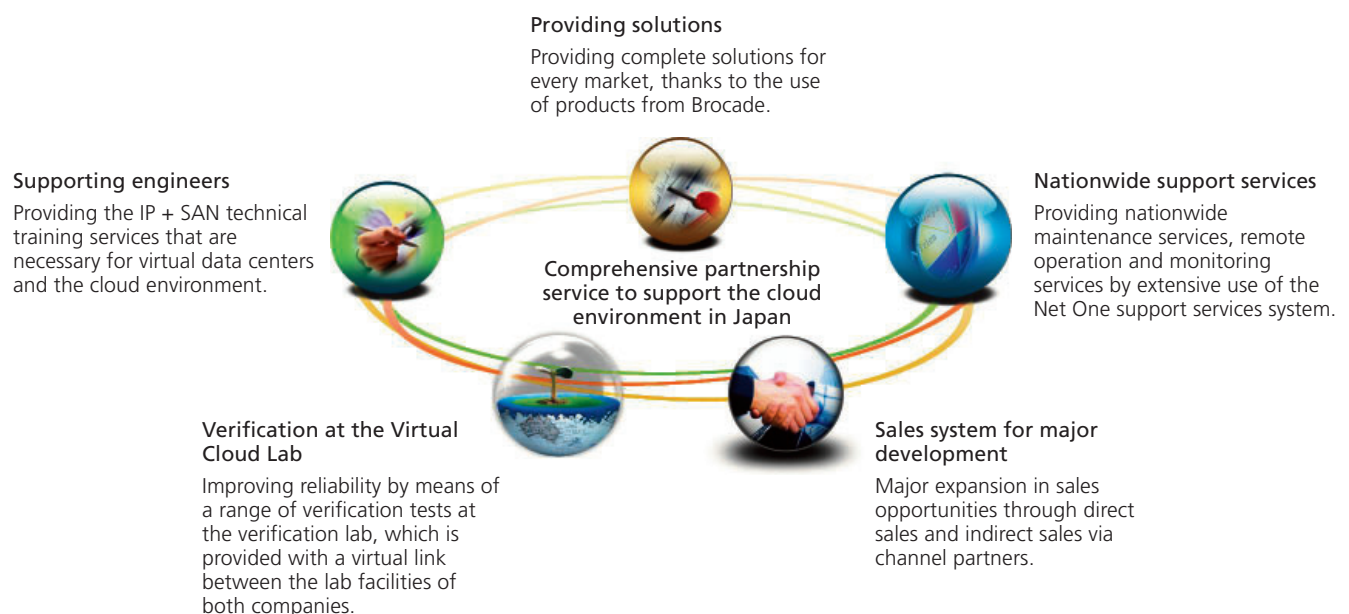 Providing solutions
Providing complete solutions for
every market, thanks to the use
of products from Brocade.
Supporting engineers
Providing the IP + SAN technical
training services that are
necessary for virtual data centers
and the cloud environment.
Nationwide support services
Providing nationwide
maintenance services, remote
operation and monitoring
services by extensive use of the
Net One support services system.
Comprehensive partnership
service to support the cloud
environment in Japan
Verification at the Virtual
Cloud Lab
Improving reliability by means of
a range of verification tests at
the verification lab, which is
provided with a virtual link
between the lab facilities of
both companies.
Sales system for major
development
Major expansion in sales
opportunities through direct
sales and indirect sales via
channel partners.